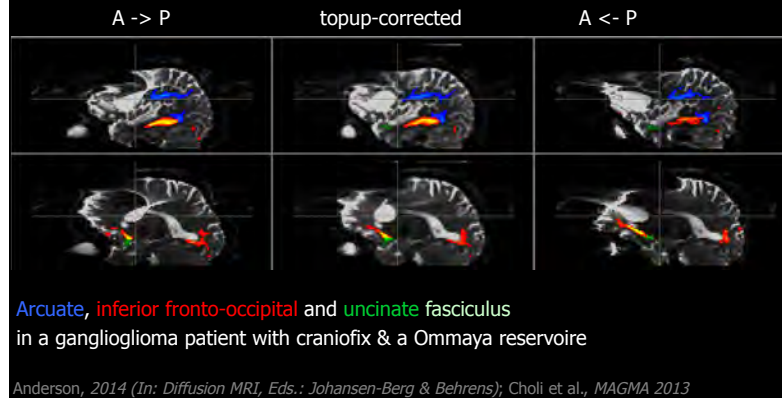 A -> P topup-corrected A <- P
Arcuate, inferior fronto-occipital and uncinate fasciculus
in a ganglioglioma patient with craniofix & a Ommaya reservoire
Anderson, 2014 (In: Diffusion MRI, Eds.: Johansen-Berg & Behrens); Choli et al., MAGMA 2013